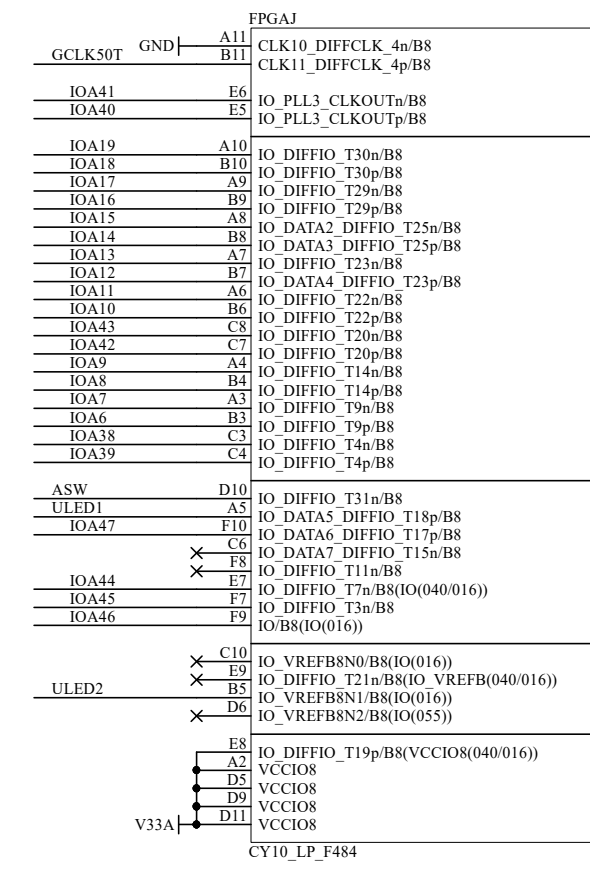 FPGAJ
GND A11 CLK10_DIFFCLK_4n/B8
GCLK50T B11 CLK11_DIFFCLK_4p/B8
IOA41 E6 IO_PLL3_CLKOUTn/B8
IOA40 E5 IO_PLL3_CLKOUTp/B8
IOA19 A10 IO_DIFFIO_T30n/B8
IOA18 B10 IO_DIFFIO_T30p/B8
IOA17 A9 IO_DIFFIO_T29n/B8
IOA16 B9 IO_DIFFIO_T29p/B8
IOA15 A8 IO_DATA2_DIFFIO_T25n/B8
IOA14 B8 IO_DATA3_DIFFIO_T25p/B8
IOA13 A7 IO_DIFFIO_T23n/B8
IOA12 B7 IO_DATA4_DIFFIO_T23p/B8
IOA11 A6 IO_DIFFIO_T22n/B8
IOA10 B6 IO_DIFFIO_T22p/B8
IOA43 C8 IO_DIFFIO_T20n/B8
IOA42 C7 IO_DIFFIO_T20p/B8
IOA9 A4 IO_DIFFIO_T14n/B8
IOA8 B4 IO_DIFFIO_T14p/B8
IOA7 A3 IO_DIFFIO_T9n/B8
IOA6 B3 IO_DIFFIO_T9p/B8
IOA38 C3 IO_DIFFIO_T4n/B8
IOA39 C4 IO_DIFFIO_T4p/B8
ASW D10 IO_DIFFIO_T31n/B8
ULED1 A5 IO_DATA5_DIFFIO_T18p/B8
IOA47 F10 IO_DATA6_DIFFIO_T17p/B8
C6 IO_DATA7_DIFFIO_T15n/B8
F8 IO_DIFFIO_T11n/B8
IOA44 E7 IO_DIFFIO_T7n/B8(IO(040/016))
IOA45 F7 IO_DIFFIO_T3n/B8
IOA46 F9 IO/B8(IO(016))
C10 IO_VREFB8N0/B8(IO(016))
E9 IO_DIFFIO_T21n/B8(IO_VREFB(040/016))
ULED2 B5 IO_VREFB8N1/B8(IO(016))
D6 IO_VREFB8N2/B8(IO(055))
E8 IO_DIFFIO_T19p/B8(VCCIO8(040/016))
A2 VCCIO8
D5 VCCIO8
D9 VCCIO8
V33A D11 VCCIO8
CY10_LP_F484